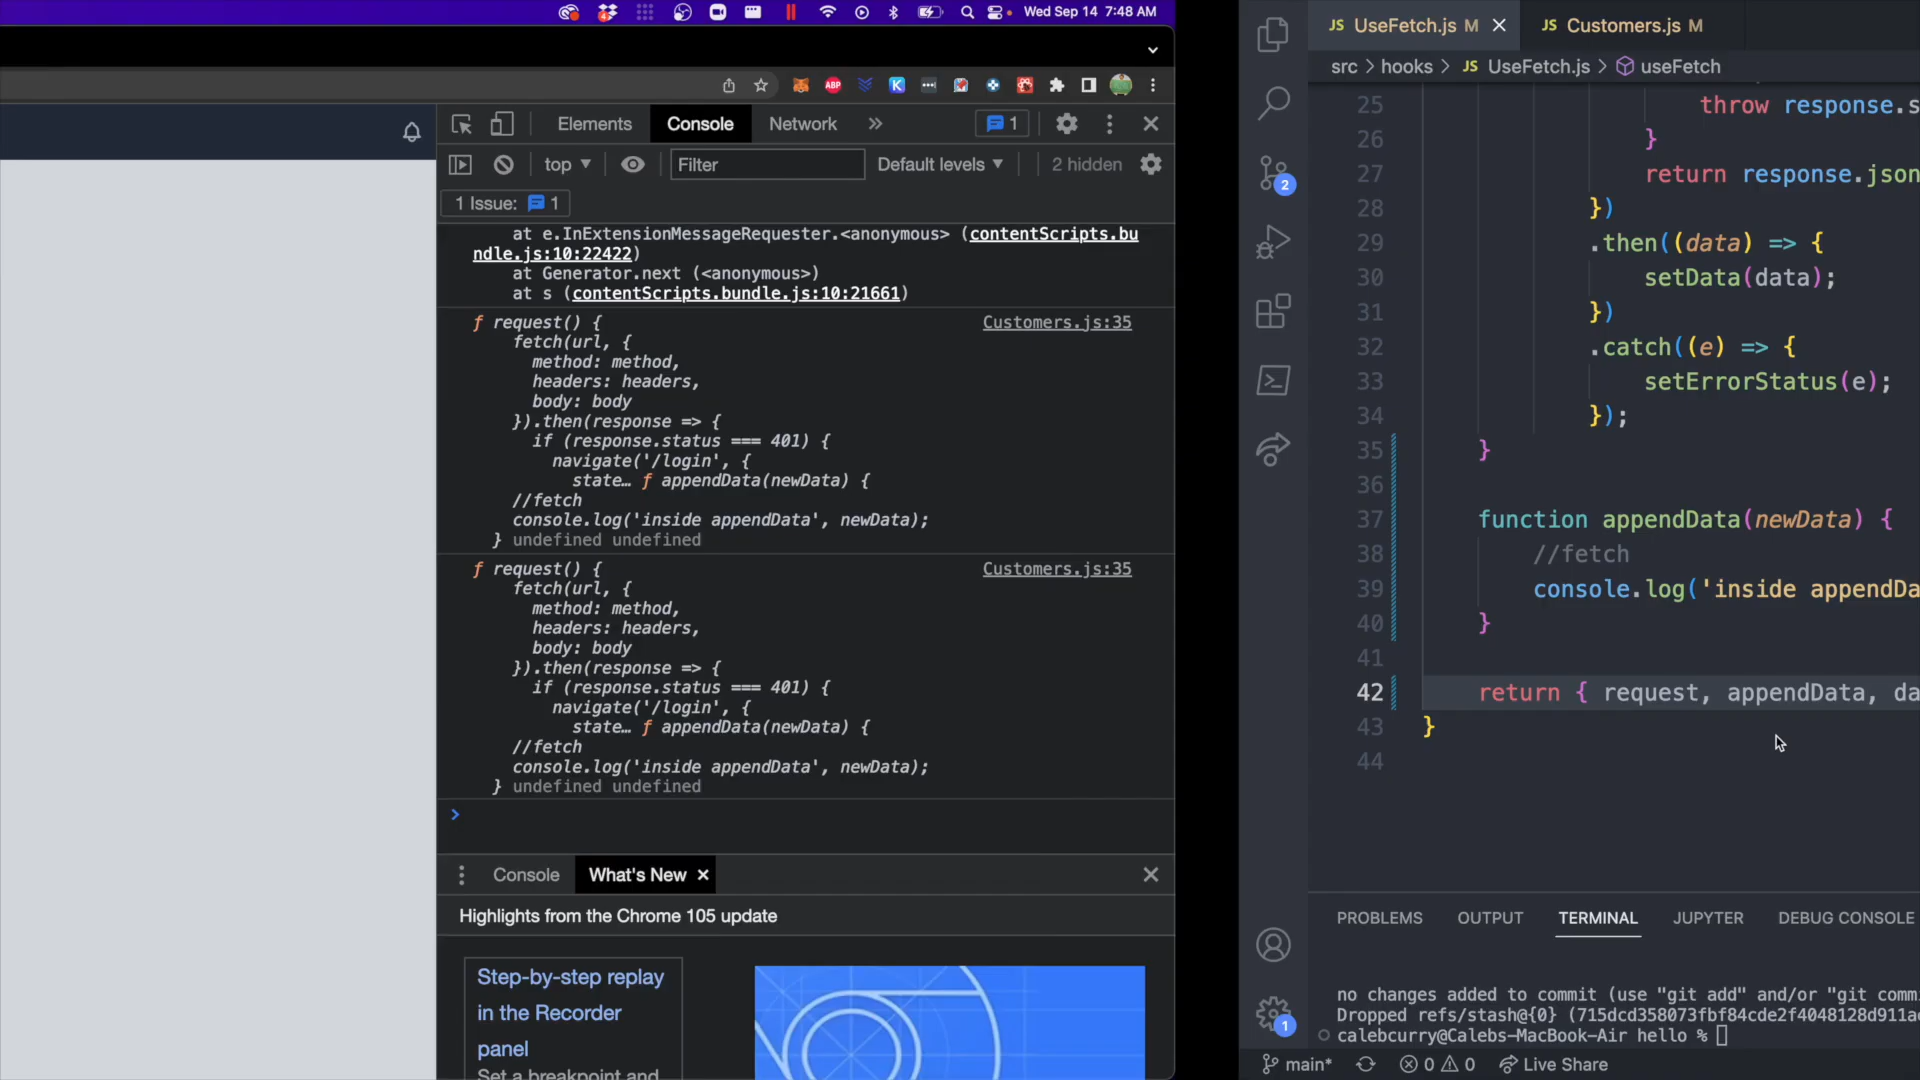 Wed Sep 14 7:48 AM
ABP
K
Elements Console Network » 1
top Filter Default levels 2 hidden
1 Issue: 1
at e.InExtensionMessageRequester.<anonymous> (contentScripts.bu
ndle.js:10:22422)
at Generator.next (<anonymous>)
at s (contentScripts.bundle.js:10:21661)
ƒ request() { Customers.js:35
fetch(url, {
method: method,
headers: headers,
body: body
}).then(response => {
if (response.status === 401) {
navigate('/login', {
state… ƒ appendData(newData) {
//fetch
console.log('inside appendData', newData);
} undefined undefined
ƒ request() { Customers.js:35
fetch(url, {
method: method,
headers: headers,
body: body
}).then(response => {
if (response.status === 401) {
navigate('/login', {
state… ƒ appendData(newData) {
//fetch
console.log('inside appendData', newData);
} undefined undefined
>
Console What's New ×
Highlights from the Chrome 105 update
Step-by-step replay
in the Recorder
panel
Set a breakpoint and
JS UseFetch.js M × JS Customers.js M
src > hooks > JS UseFetch.js > useFetch
25 throw response.s
26 }
27 return response.json
28 })
29 .then((data) => {
30 setData(data);
31 })
32 .catch((e) => {
33 setErrorStatus(e);
34 });
35 }
36
37 function appendData(newData) {
38 //fetch
39 console.log('inside appendDa
40 }
41
42 return { request, appendData, da
43 }
44
2
1
PROBLEMS OUTPUT TERMINAL JUPYTER DEBUG CONSOLE
no changes added to commit (use "git add" and/or "git comm
Dropped refs/stash@{0} (715dcd358073fbf84cde2f4048128d911a
calebcurry@Calebs-MacBook-Air hello %
main* 0 0 Live Share